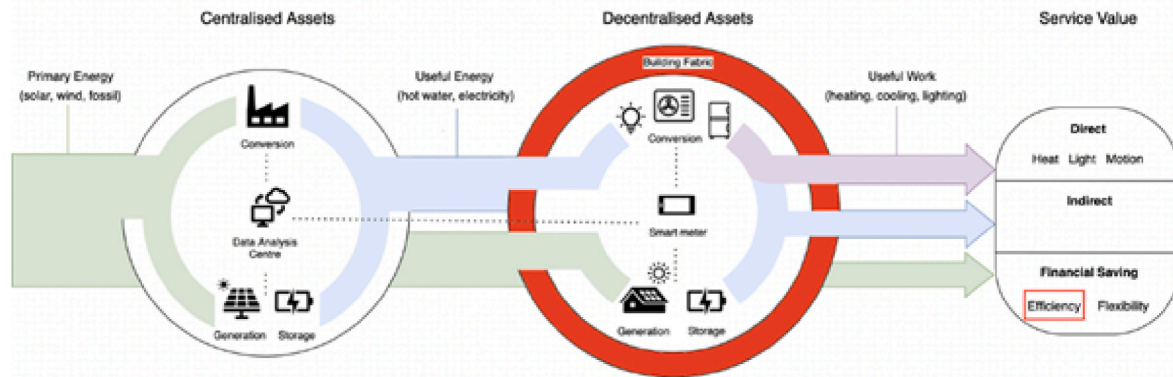 Centralised Assets
Decentralised Assets
Service Value
Primary Energy
(solar, wind, fossil)
Useful Energy
(hot water, electricity)
Building Fabric
Useful Work
(heating, cooling, lighting)
Conversion
Data Analysis
Centre
Generation
Storage
Conversion
Smart meter
Generation
Storage
Direct
Heat Light Motion
Indirect
Financial Saving
Efficiency Flexibility